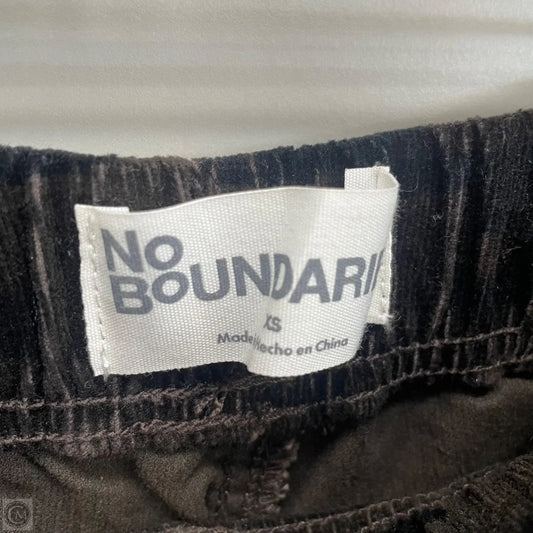 NO
BOUNDARI
XS
Made/Hecho en China